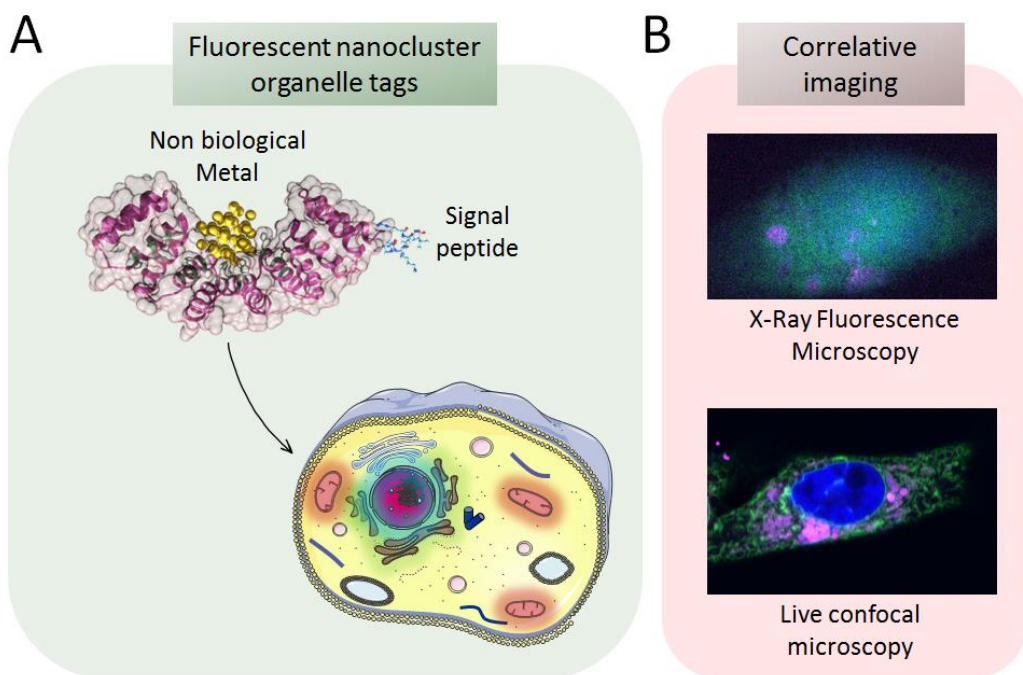 A
Fluorescent nanocluster
organelle tags
Non biological
Metal
Signal
peptide
B
Correlative
imaging
X-Ray Fluorescence
Microscopy
Live confocal
microscopy